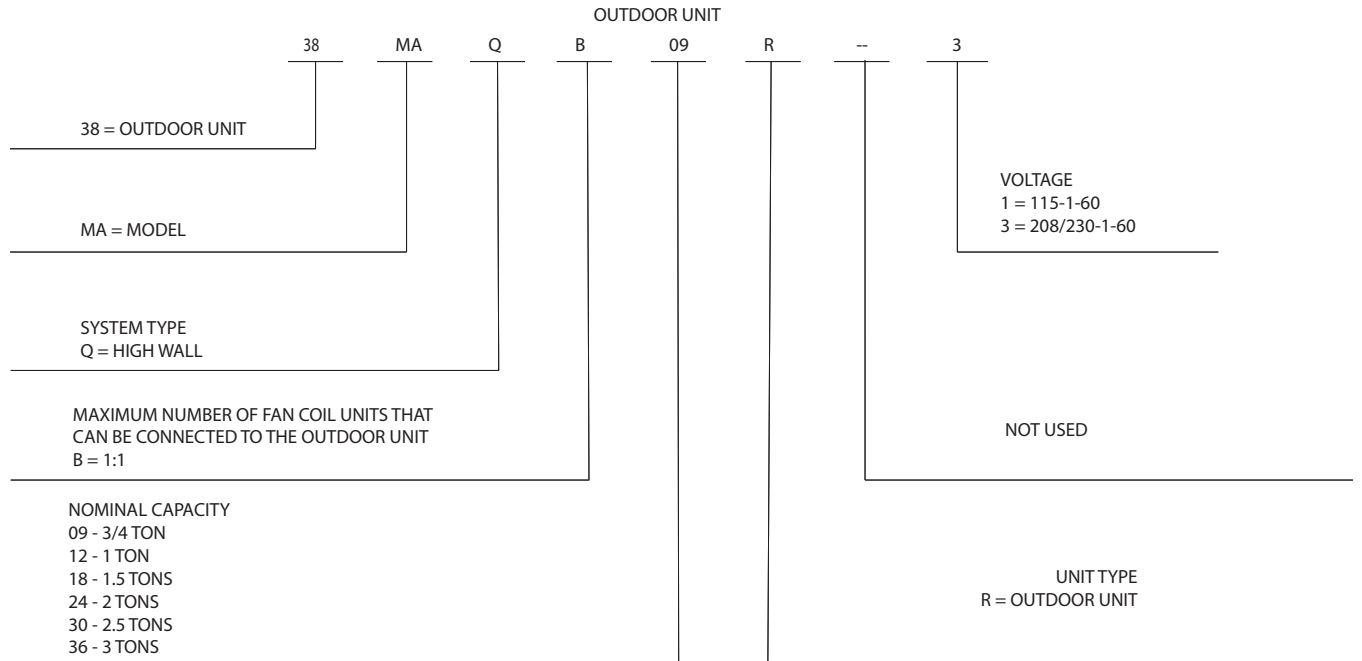 OUTDOOR UNIT
38 MA Q B 09 R -- 3
38 = OUTDOOR UNIT
MA = MODEL
SYSTEM TYPE
Q = HIGH WALL
MAXIMUM NUMBER OF FAN COIL UNITS THAT
CAN BE CONNECTED TO THE OUTDOOR UNIT
B = 1:1
NOMINAL CAPACITY
09 - 3/4 TON
12 - 1 TON
18 - 1.5 TONS
24 - 2 TONS
30 - 2.5 TONS
36 - 3 TONS
VOLTAGE
1 = 115-1-60
3 = 208/230-1-60
NOT USED
UNIT TYPE
R = OUTDOOR UNIT